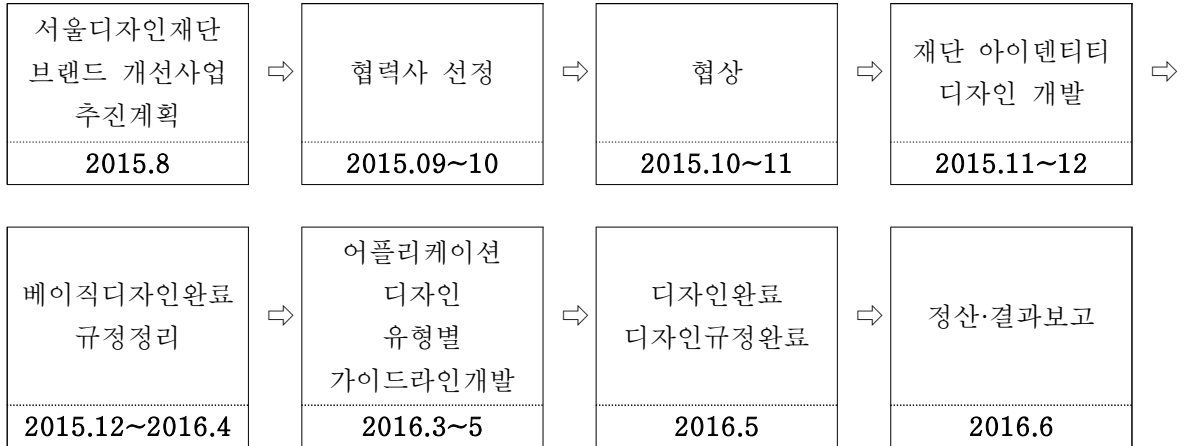 서울디자인재단
브랜드 개선사업
추진계획
2015.8
⇨
협력사 선정
2015.09~10
⇨
협상
2015.10~11
⇨
재단 아이덴티티
디자인 개발
2015.11~12
⇨
베이직디자인완료
규정정리
2015.12~2016.4
⇨
어플리케이션
디자인
유형별
가이드라인개발
2016.3~5
⇨
디자인완료
디자인규정완료
2016.5
⇨
정산·결과보고
2016.6